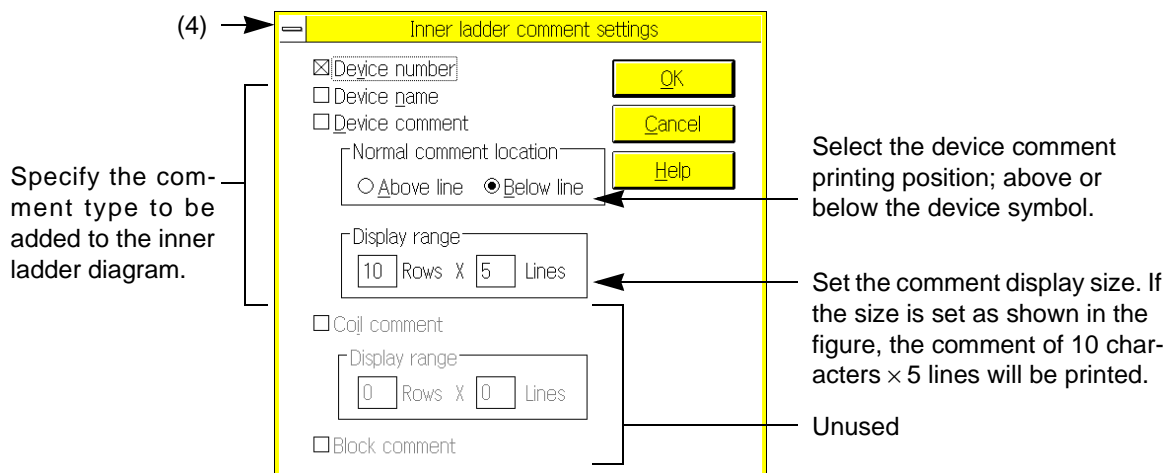 (4)
Inner ladder comment settings
Device number
Device name
Device comment
Normal comment location
Above line Below line
Display range
10 Rows X 5 Lines
Coil comment
Display range
0 Rows X 0 Lines
Block comment
OK
Cancel
Help
Specify the com-
ment type to be
added to the inner
ladder diagram.
Select the device comment
printing position; above or
below the device symbol.
Set the comment display size. If
the size is set as shown in the
figure, the comment of 10 char-
acters × 5 lines will be printed.
Unused